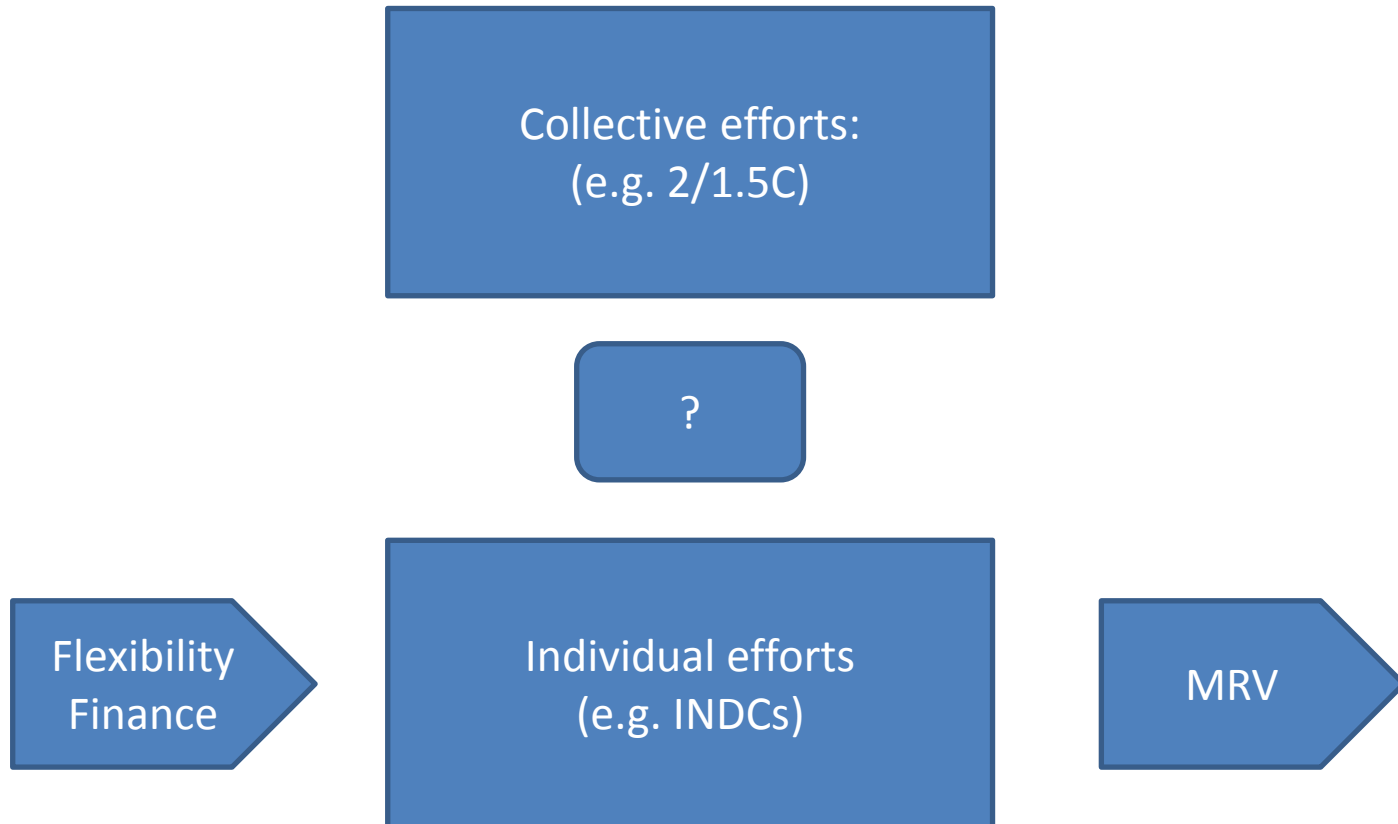 Collective efforts:
(e.g. 2/1.5C)
?
Flexibility
Finance
Individual efforts
(e.g. INDCs)
MRV